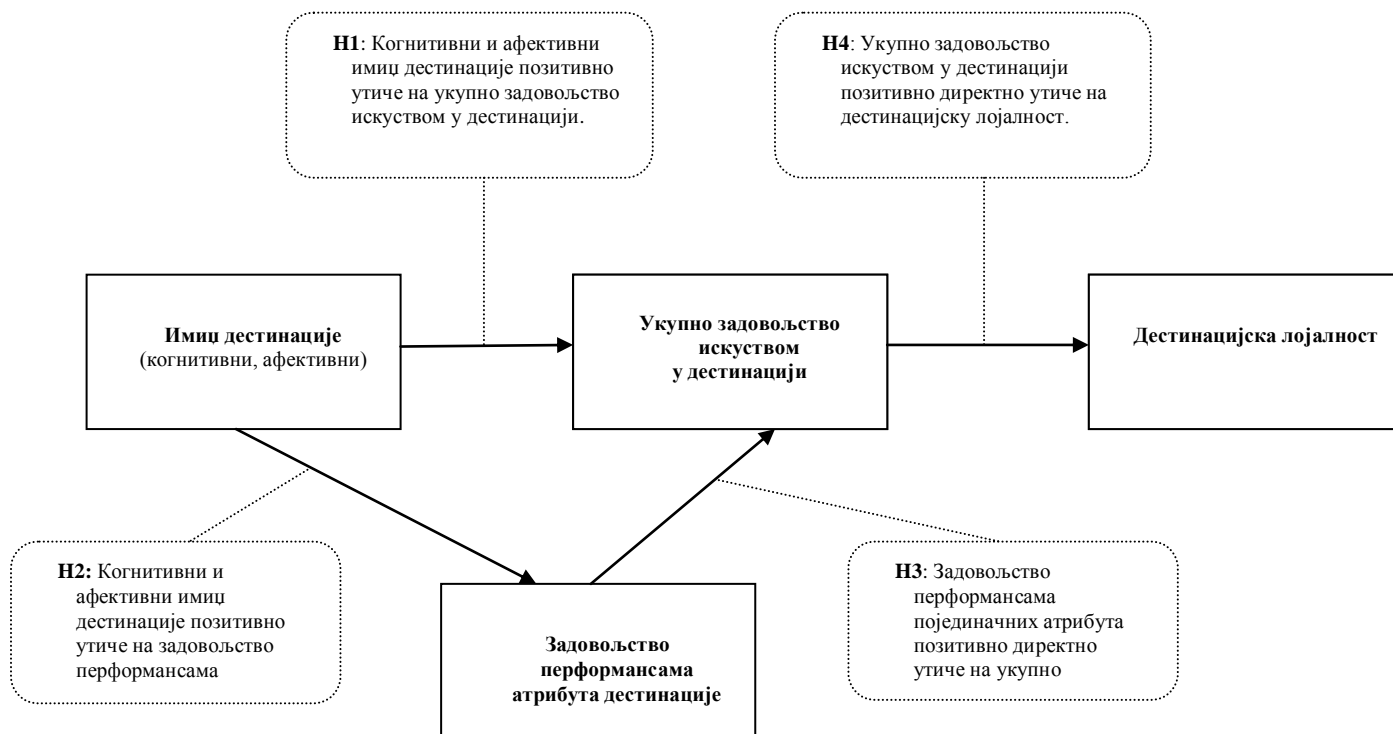 H1: Когнитивни и афективни
имиџ дестинације позитивно
утиче на укупно задовољство
искуством у дестинацији.
H4: Укупно задовољство
искуством у дестинацији
позитивно директно утиче на
дестинацијску лојалност.
Имиџ дестинације
(когнитивни, афективни)
Укупно задовољство
искуством
у дестинацији
Дестинацијска лојалност
H2: Когнитивни и
афективни имиџ
дестинације позитивно
утиче на задовољство
перформансама
Задовољство
перформансама
атрибута дестинације
H3: Задовољство
перформансама
појединачних атрибута
позитивно директно
утиче на укупно